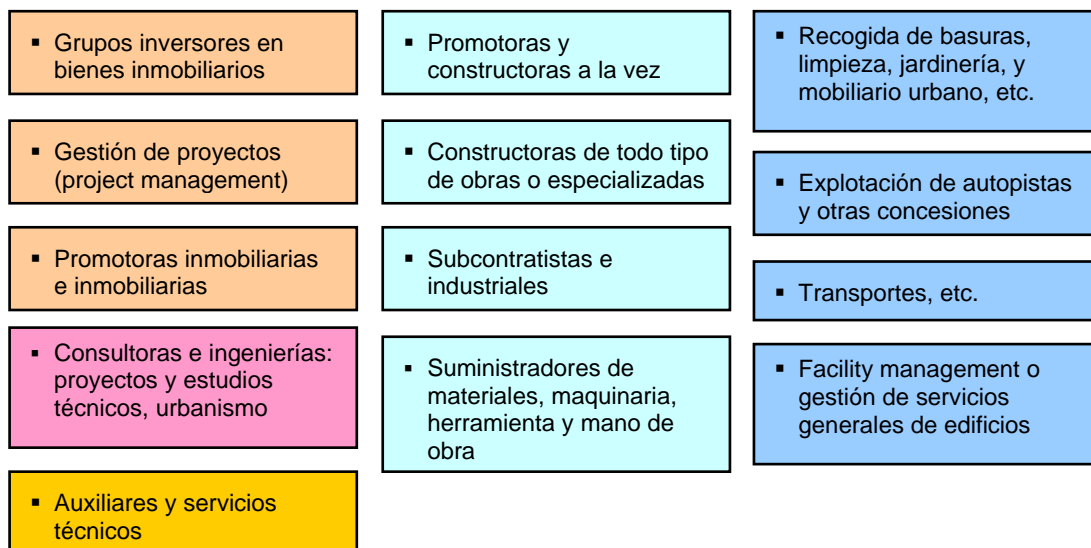 ▪ Grupos inversores en
bienes inmobiliarios
▪ Gestión de proyectos
(project management)
▪ Promotoras inmobiliarias
e inmobiliarias
▪ Consultoras e ingenierías:
proyectos y estudios
técnicos, urbanismo
▪ Auxiliares y servicios
técnicos
▪ Promotoras y
constructoras a la vez
▪ Constructoras de todo tipo
de obras o especializadas
▪ Subcontratistas e
industriales
▪ Suministradores de
materiales, maquinaria,
herramienta y mano de
obra
▪ Recogida de basuras,
limpieza, jardinería, y
mobiliario urbano, etc.
▪ Explotación de autopistas
y otras concesiones
▪ Transportes, etc.
▪ Facility management o
gestión de servicios
generales de edificios